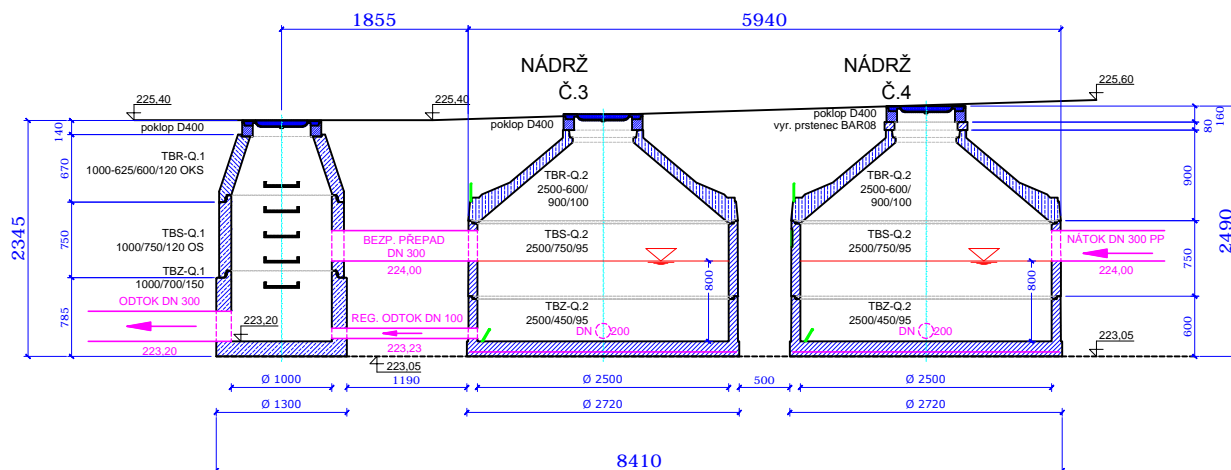 1855
5940
NÁDRŽ
Č.3
NÁDRŽ
Č.4
225,40
225,40
225,60
poklop D400
poklop D400
poklop D400
vyr. prstenec BAR08
140
670
750
785
2345
160
80
900
750
600
2490
TBR-Q.1
1000-625/600/120 OKS
TBS-Q.1
1000/750/120 OS
TBZ-Q.1
1000/700/150
TBR-Q.2
2500-600/
900/100
TBS-Q.2
2500/750/95
TBZ-Q.2
2500/450/95
TBR-Q.2
2500-600/
900/100
TBS-Q.2
2500/750/95
TBZ-Q.2
2500/450/95
BEZP. PŘEPAD
DN 300
224,00
NÁTOK DN 300 PP
224,00
800
800
ODTOK DN 300
223,20
223,20
REG. ODTOK DN 100
223,23
DN 200
DN 200
223,05
223,05
Ø 1000
1190
Ø 2500
500
Ø 2500
Ø 1300
Ø 2720
Ø 2720
8410